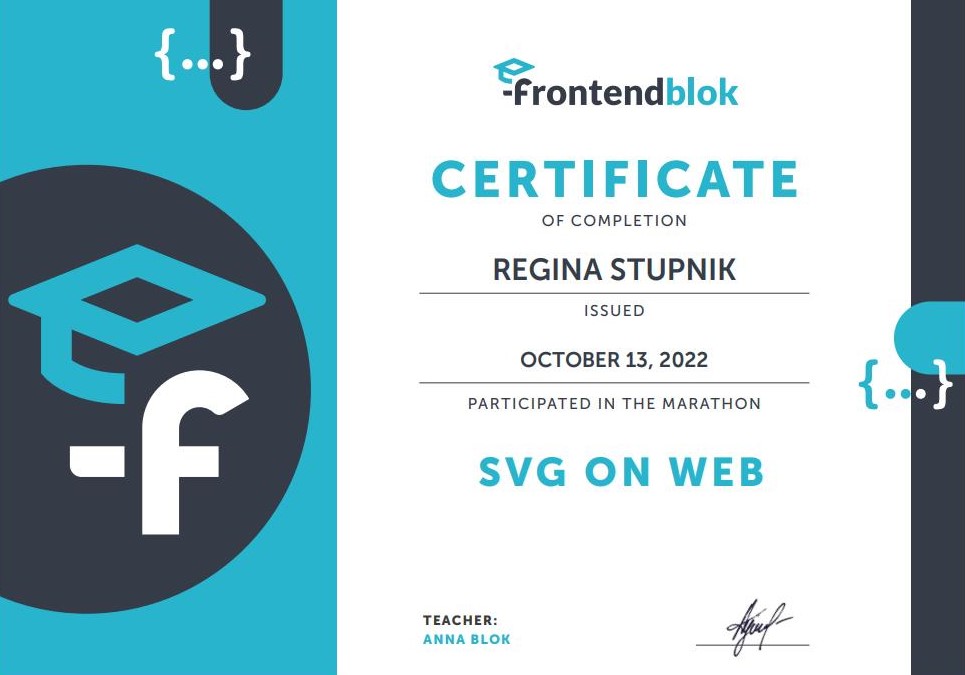 {...}
frontendblok
CERTIFICATE
OF COMPLETION
REGINA STUPNIK
ISSUED
OCTOBER 13, 2022
PARTICIPATED IN THE MARATHON
{...}
SVG ON WEB
TEACHER:
ANNA BLOK